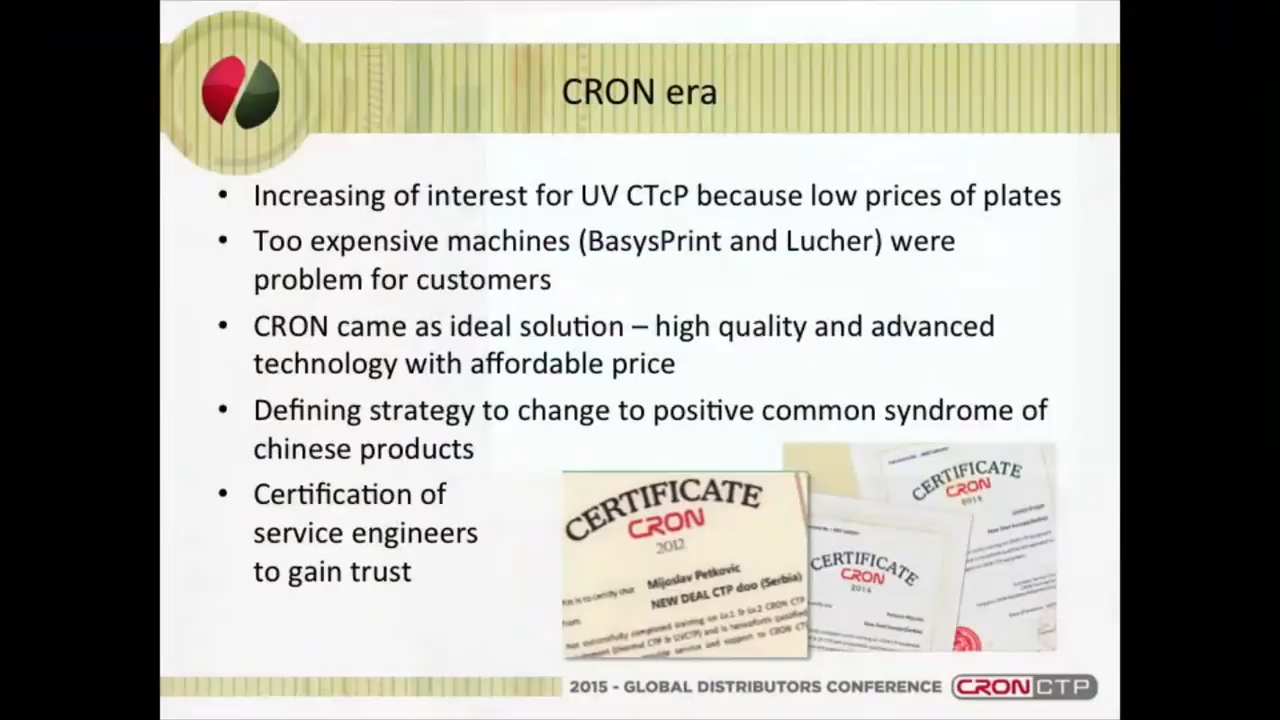 CRON era
• Increasing of interest for UV CTcP because low prices of plates
• Too expensive machines (BasysPrint and Lucher) were
problem for customers
• CRON came as ideal solution – high quality and advanced
technology with affordable price
• Defining strategy to change to positive common syndrome of
chinese products
• Certification of
service engineers
to gain trust
CERTIFICATE
CRON
2012
Mijoslav Petkovic
NEW DEAL CTP doo (Serbia)
CERTIFICATE
CRON
2014
CERTIFICATE
CRON
2014
2015 - GLOBAL DISTRIBUTORS CONFERENCE CRON CTP